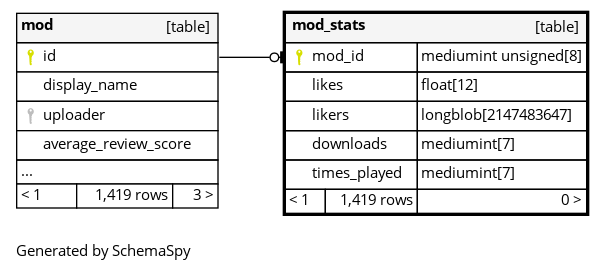 mod [table]
id
display_name
uploader
average_review_score
...
< 1 1,419 rows 3 >
mod_stats [table]
mod_id mediumint unsigned[8]
likes float[12]
likers longblob[2147483647]
downloads mediumint[7]
times_played mediumint[7]
< 1 1,419 rows 0 >
Generated by SchemaSpy